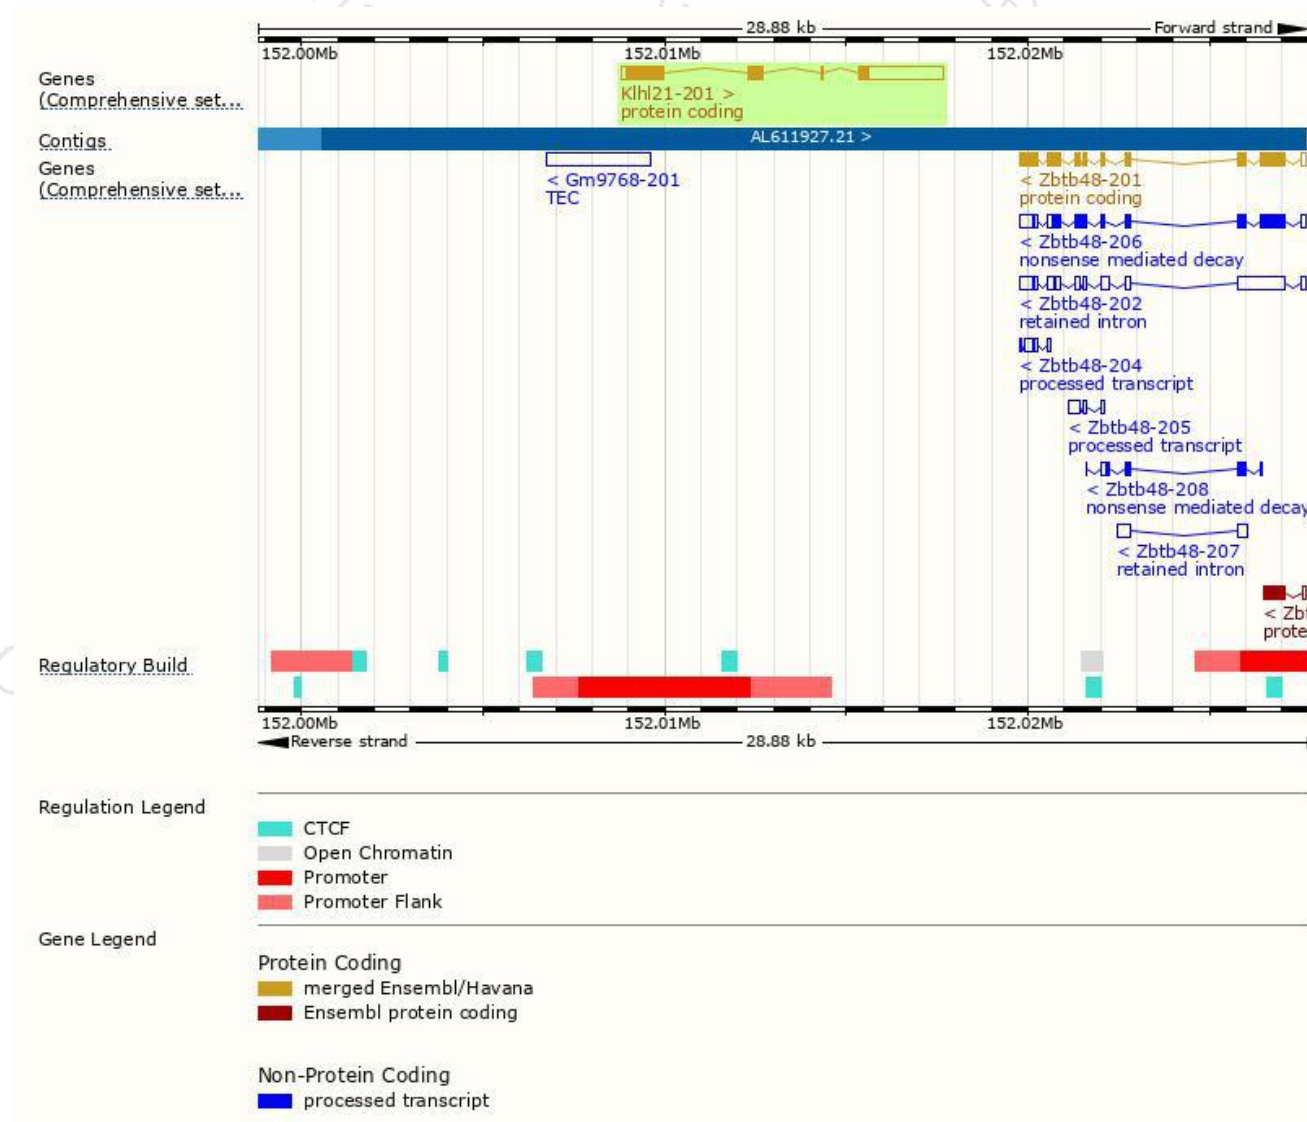 28.88 kb
Forward strand
152.00Mb 152.01Mb 152.02Mb
Genes
(Comprehensive set...
Klhl21-201 >
protein coding
Contigs
AL611927.21 >
Genes
(Comprehensive set...
< Gm9768-201
TEC
< Zbtb48-201
protein coding
< Zbtb48-206
nonsense mediated decay
< Zbtb48-202
retained intron
< Zbtb48-204
processed transcript
< Zbtb48-205
processed transcript
< Zbtb48-208
nonsense mediated decay
< Zbtb48-207
retained intron
< Zb
prote
Regulatory Build
152.00Mb 152.01Mb 152.02Mb
Reverse strand
28.88 kb
Regulation Legend
CTCF
Open Chromatin
Promoter
Promoter Flank
Gene Legend
Protein Coding
merged Ensembl/Havana
Ensembl protein coding
Non-Protein Coding
processed transcript